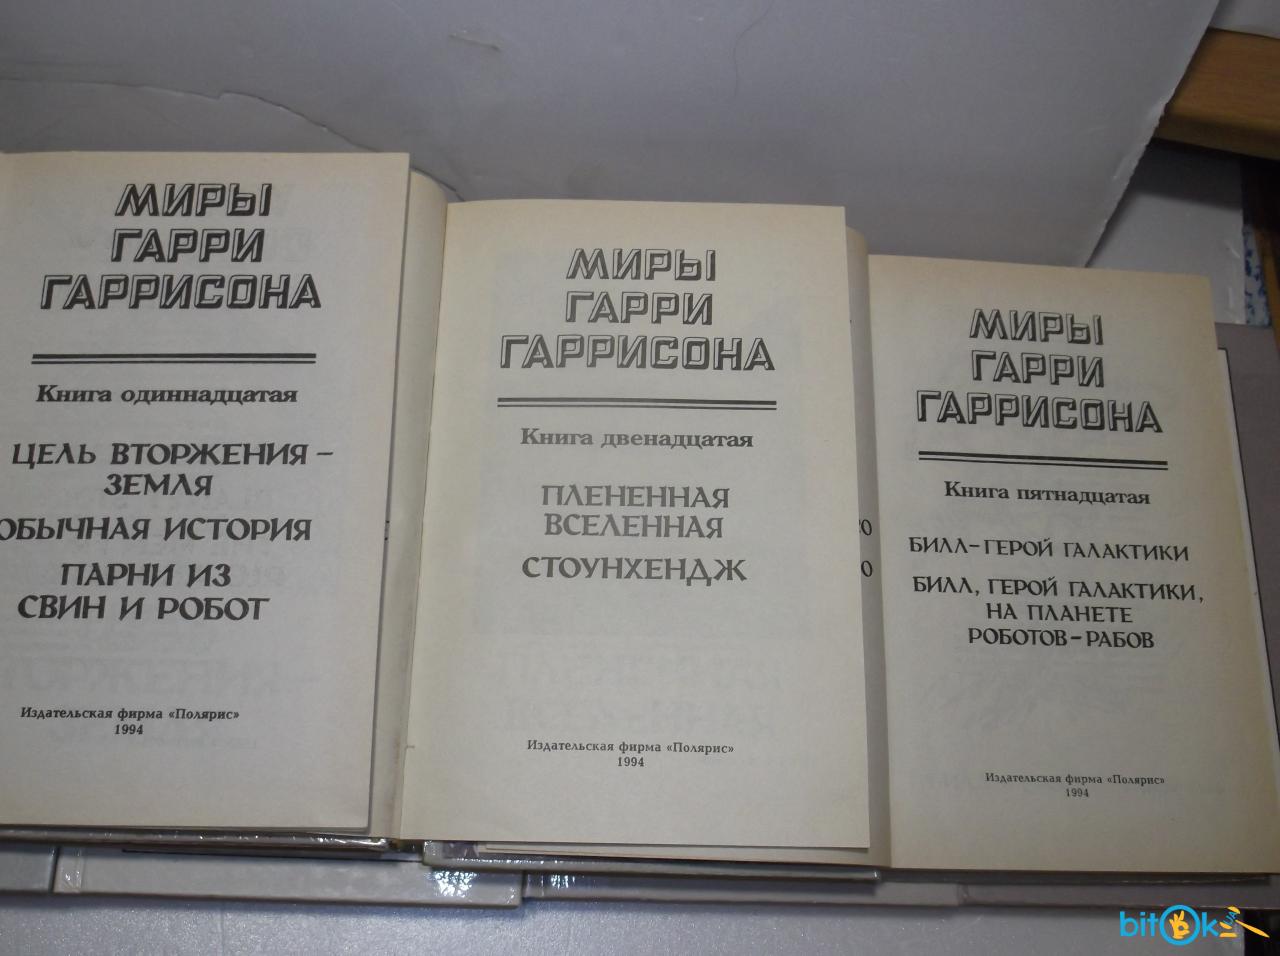 МИРЫ
ГАРРИ
ГАРРИСОНА
Книга одиннадцатая
ЦЕЛЬ ВТОРЖЕНИЯ –
ЗЕМЛЯ
ОБЫЧНАЯ ИСТОРИЯ
ПАРНИ ИЗ
СВИН И РОБОТ
Издательская фирма «Полярис»
1994
МИРЫ
ГАРРИ
ГАРРИСОНА
Книга двенадцатая
ПЛЕНЕННАЯ
ВСЕЛЕННАЯ
СТОУНХЕНДЖ
Издательская фирма «Полярис»
1994
МИРЫ
ГАРРИ
ГАРРИСОНА
Книга пятнадцатая
БИЛЛ–ГЕРОЙ ГАЛАКТИКИ
БИЛЛ, ГЕРОЙ ГАЛАКТИКИ,
НА ПЛАНЕТЕ
РОБОТОВ–РАБОВ
Издательская фирма «Полярис»
1994
bitOk